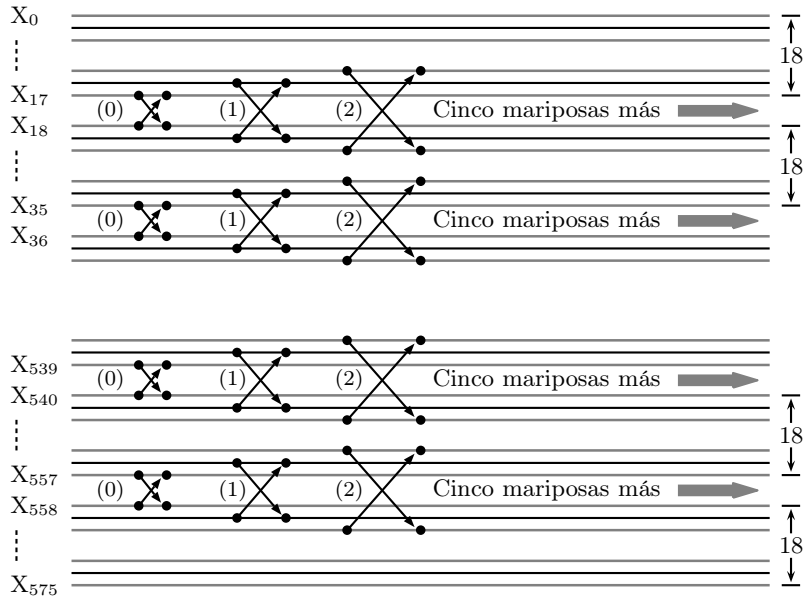 X0
18
X17
(0) (1) (2) Cinco mariposas más
X18
18
X35
(0) (1) (2) Cinco mariposas más
X36
X539
(0) (1) (2) Cinco mariposas más
X540
18
X557
(0) (1) (2) Cinco mariposas más
X558
18
X575